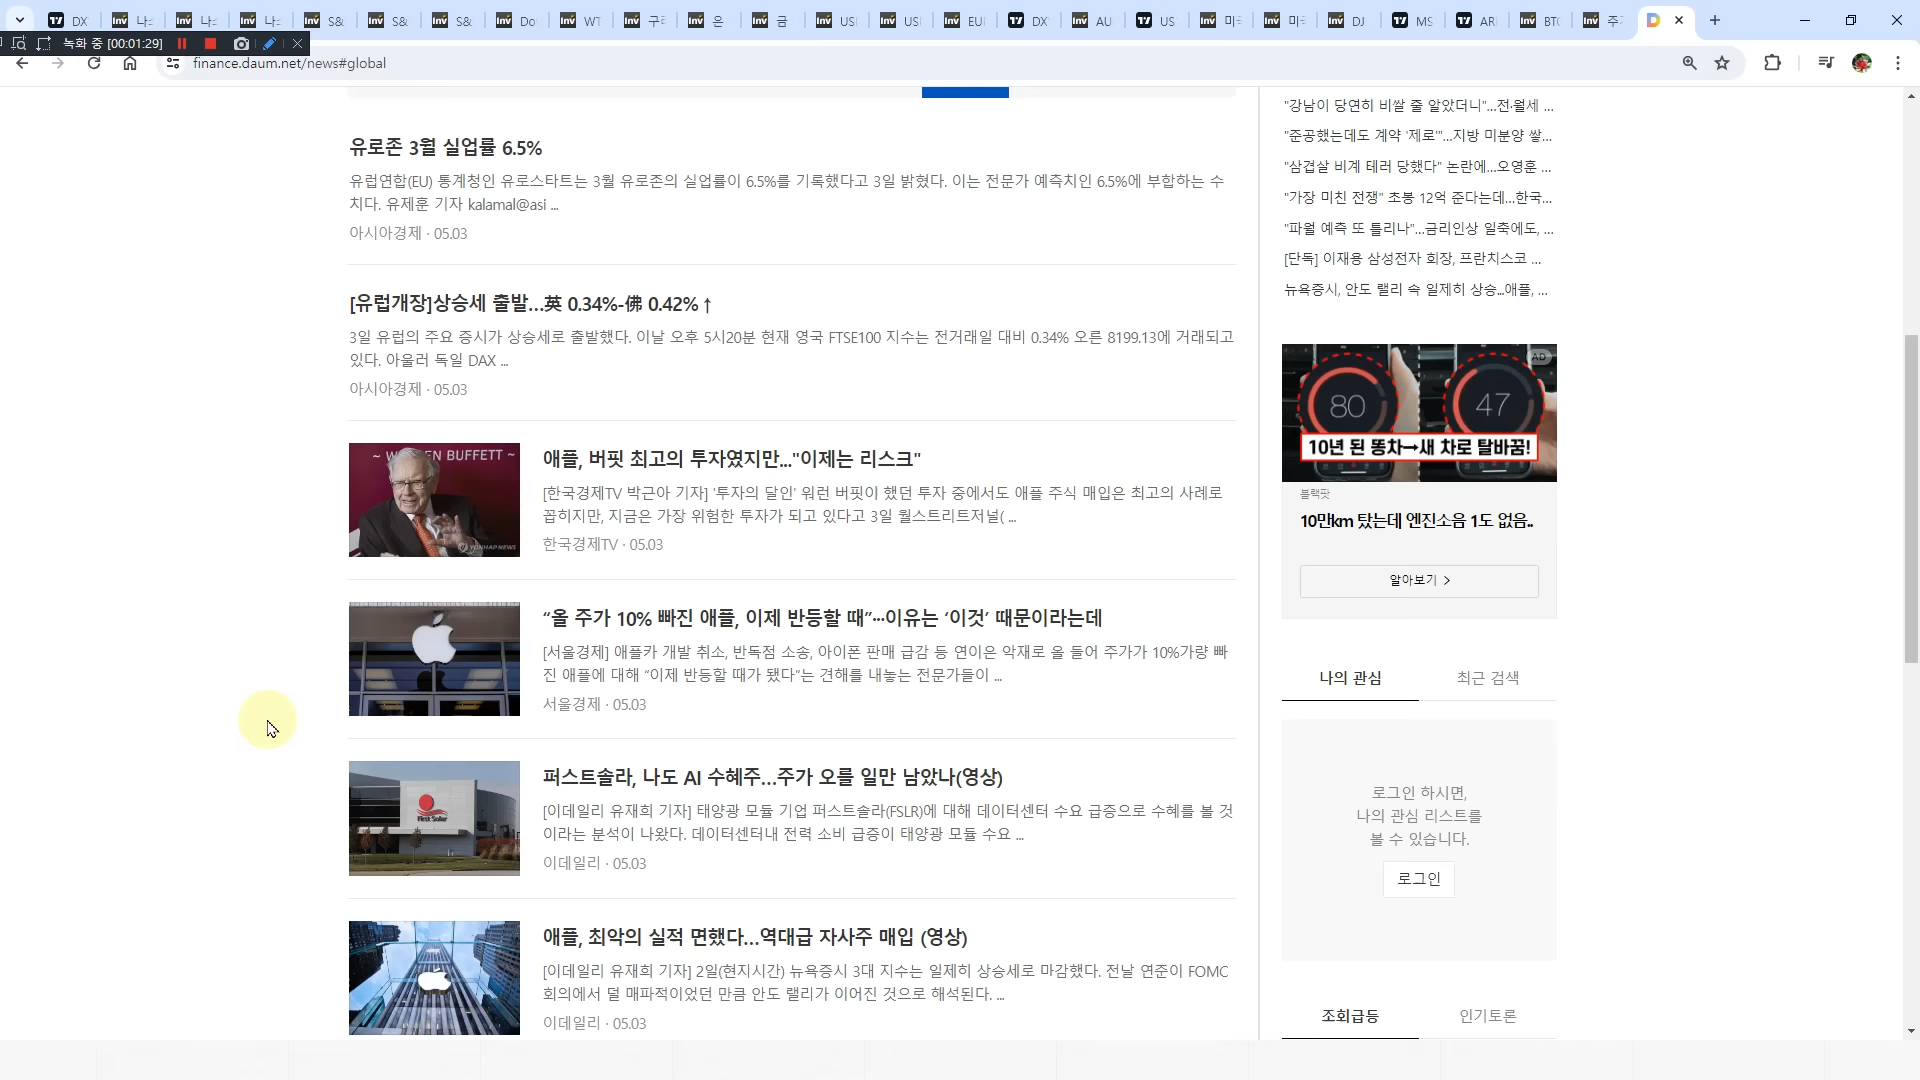 DX
나스
나스
나스
S&
S&
S&
Do
WT
구리
은
금
US
US
EU
DX
AU
US
미국
미국
DJ
MS
AR
BTC
녹화 중 [00:01:29]
finance.daum.net/news#global
유로존 3월 실업률 6.5%
유럽연합(EU) 통계청인 유로스타트는 3월 유로존의 실업률이 6.5%를 기록했다고 3일 밝혔다. 이는 전문가 예측치인 6.5%에 부합하는 수
치다. 유제훈 기자 kalamal@asi ...
아시아경제 · 05.03
[유럽개장]상승세 출발…英 0.34%-佛 0.42%↑
3일 유럽의 주요 증시가 상승세로 출발했다. 이날 오후 5시20분 현재 영국 FTSE100 지수는 전거래일 대비 0.34% 오른 8199.13에 거래되고
있다. 아울러 독일 DAX ...
아시아경제 · 05.03
~ WARREN BUFFETT ~
YONHAP NEWS
애플, 버핏 최고의 투자였지만..."이제는 리스크"
[한국경제TV 박근아 기자] '투자의 달인' 워런 버핏이 했던 투자 중에서도 애플 주식 매입은 최고의 사례로
꼽히지만, 지금은 가장 위험한 투자가 되고 있다고 3일 월스트리트저널( ...
한국경제TV · 05.03
“올 주가 10% 빠진 애플, 이제 반등할 때”…이유는 ‘이것’ 때문이라는데
[서울경제] 애플카 개발 취소, 반독점 소송, 아이폰 판매 급감 등 연이은 악재로 올 들어 주가가 10%가량 빠
진 애플에 대해 “이제 반등할 때가 됐다”는 견해를 내놓는 전문가들이 ...
서울경제 · 05.03
First Solar
퍼스트솔라, 나도 AI 수혜주…주가 오를 일만 남았나(영상)
[이데일리 유재희 기자] 태양광 모듈 기업 퍼스트솔라(FSLR)에 대해 데이터센터 수요 급증으로 수혜를 볼 것
이라는 분석이 나왔다. 데이터센터내 전력 소비 급증이 태양광 모듈 수요 ...
이데일리 · 05.03
애플, 최악의 실적 면했다…역대급 자사주 매입 (영상)
[이데일리 유재희 기자] 2일(현지시간) 뉴욕증시 3대 지수는 일제히 상승세로 마감했다. 전날 연준이 FOMC
회의에서 덜 매파적이었던 만큼 안도 랠리가 이어진 것으로 해석된다. ...
이데일리 · 05.03
"강남이 당연히 비쌀 줄 알았더니"...전·월세 ...
"준공했는데도 계약 '제로'"...지방 미분양 쌓...
"삼겹살 비계 테러 당했다" 논란에...오영훈 ...
"가장 미친 전쟁" 초봉 12억 준다는데...한국...
"파월 예측 또 틀리나"...금리인상 일축에도, ...
[단독] 이재용 삼성전자 회장, 프란치스코 ...
뉴욕증시, 안도 랠리 속 일제히 상승...애플, ...
AD
80
47
10년 된 똥차→새 차로 탈바꿈!
블랙팟
10만km 탔는데 엔진소음 1도 없음..
알아보기 >
나의 관심
최근 검색
로그인 하시면,
나의 관심 리스트를
볼 수 있습니다.
로그인
조회급등
인기토론